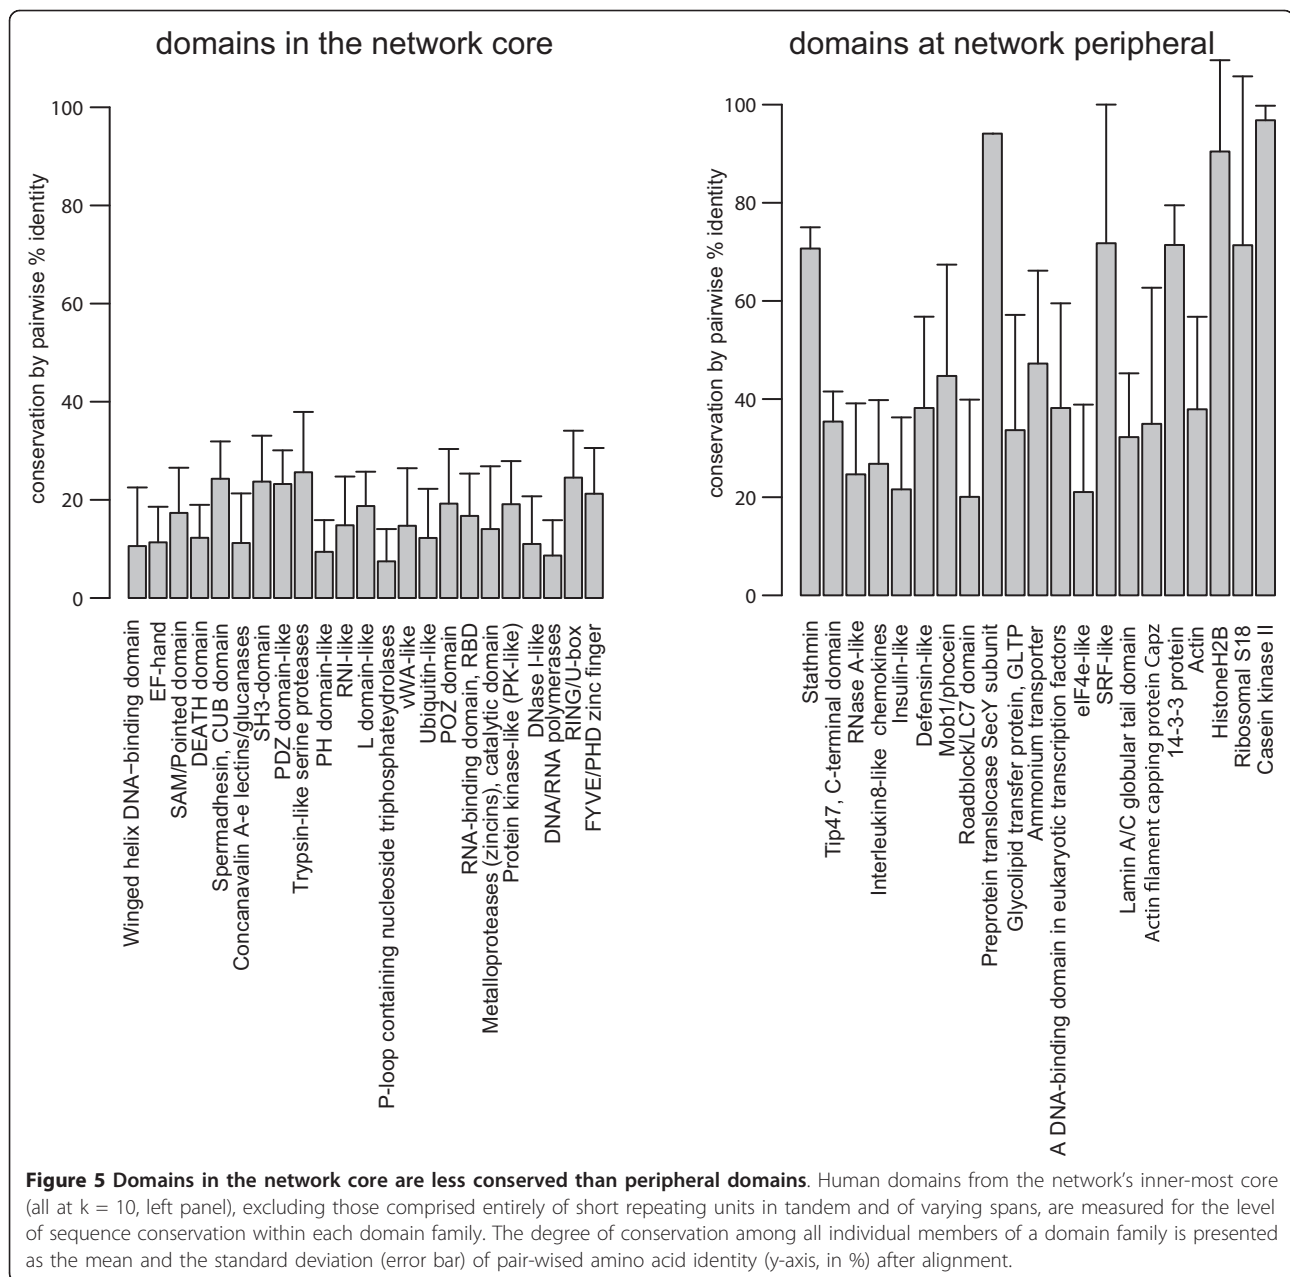 domains in the network core
conservation by pairwise % identity
100
80
60
40
20
0
Winged helix DNA–binding domain
EF-hand
SAM/Pointed domain
DEATH domain
Spermadhesin, CUB domain
Concanavalin A-e lectins/glucanases
SH3-domain
PDZ domain-like
Trypsin-like serine proteases
PH domain-like
RNI-like
L domain-like
P-loop containing nucleoside triphosphateydrolases
vWA-like
Ubiquitin-like
POZ domain
RNA-binding domain, RBD
Metalloproteases (zincins), catalytic domain
Protein kinase-like (PK-like)
DNase I-like
DNA/RNA polymerases
RING/U-box
FYVE/PHD zinc finger
domains at network peripheral
conservation by pairwise % identity
100
80
60
40
20
0
Stathmin
Tip47, C-terminal domain
RNase A-like
Interleukin8-like chemokines
Insulin-like
Defensin-like
Mob1/phocein
Roadblock/LC7 domain
Preprotein translocase SecY subunit
Glycolipid transfer protein, GLTP
Ammonium transporter
A DNA-binding domain in eukaryotic transcription factors
eIF4e-like
SRF-like
Lamin A/C globular tail domain
Actin filament capping protein Capz
14-3-3 protein
Actin
HistoneH2B
Ribosomal S18
Casein kinase II
Figure 5 Domains in the network core are less conserved than peripheral domains. Human domains from the network's inner-most core
(all at k = 10, left panel), excluding those comprised entirely of short repeating units in tandem and of varying spans, are measured for the level
of sequence conservation within each domain family. The degree of conservation among all individual members of a domain family is presented
as the mean and the standard deviation (error bar) of pair-wised amino acid identity (y-axis, in %) after alignment.